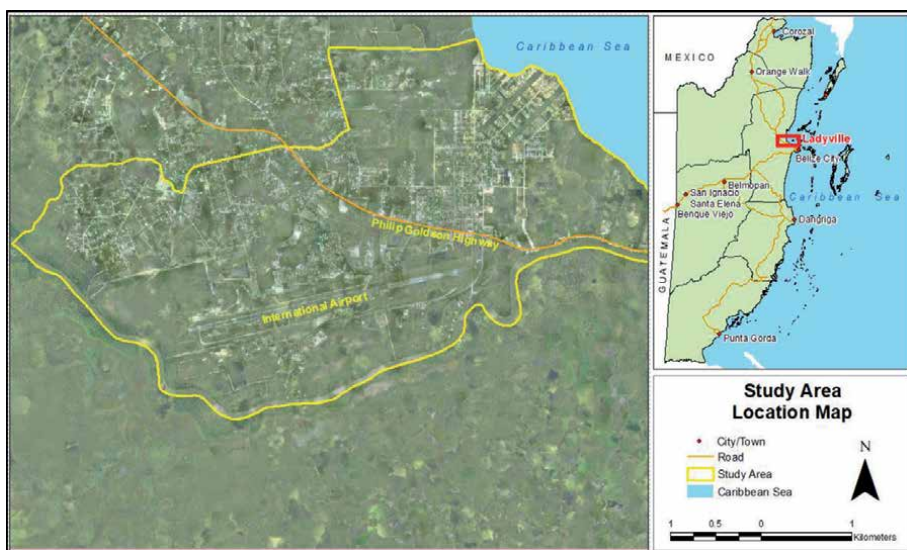 Caribbean Sea
Philip Goldson Highway
International Airport
MEXICO
Corozal
Orange Walk
Ladyville
Belize City
Belmopan
San Ignacio
Santa Elena
Benque Viejo
Caribbean Sea
Dangriga
GUATEMALA
Punta Gorda
Study Area
Location Map
City/Town
Road
Study Area
Caribbean Sea
N
1 0.5 0 1
Kilometers